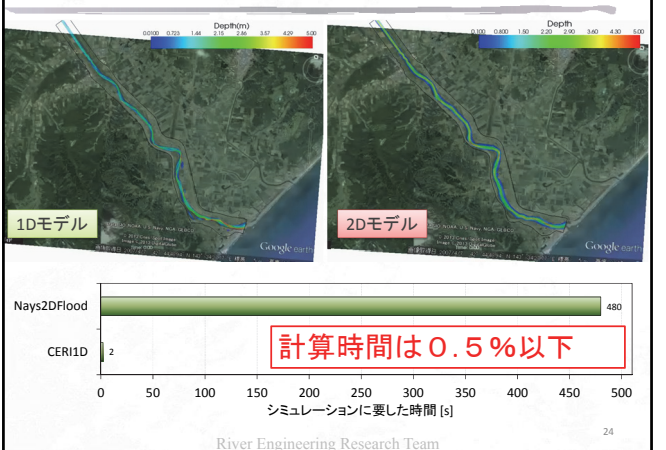 Depth(m)
0.0100 0.723 1.44 2.15 2.86 3.57 4.29 5.00
Depth
0.100 0.800 1.50 2.20 2.90 3.60 4.30 5.00
1Dモデル
Google earth
2Dモデル
Google earth
Nays2DFlood
480
CERI1D
2
計算時間は０.５％以下
0 50 100 150 200 250 300 350 400 450 500
シミュレーションに要した時間 [s]
24
River Engineering Research Team